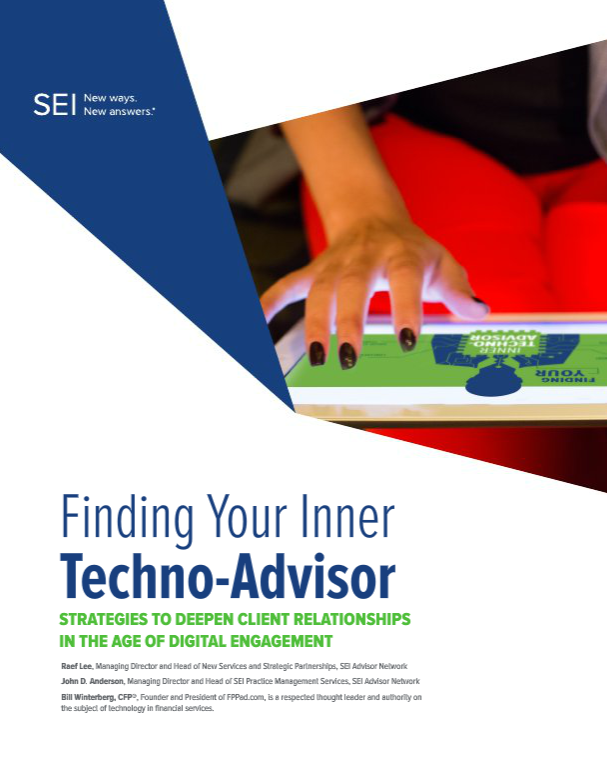 SEI New ways.
New answers.®
INNER
TECHNO
ADVISOR
FINDING
YOUR
Finding Your Inner
Techno-Advisor
STRATEGIES TO DEEPEN CLIENT RELATIONSHIPS
IN THE AGE OF DIGITAL ENGAGEMENT
Raef Lee, Managing Director and Head of New Services and Strategic Partnerships, SEI Advisor Network
John D. Anderson, Managing Director and Head of SEI Practice Management Services, SEI Advisor Network
Bill Winterberg, CFP®, Founder and President of FPPad.com, is a respected thought leader and authority on
the subject of technology in financial services.